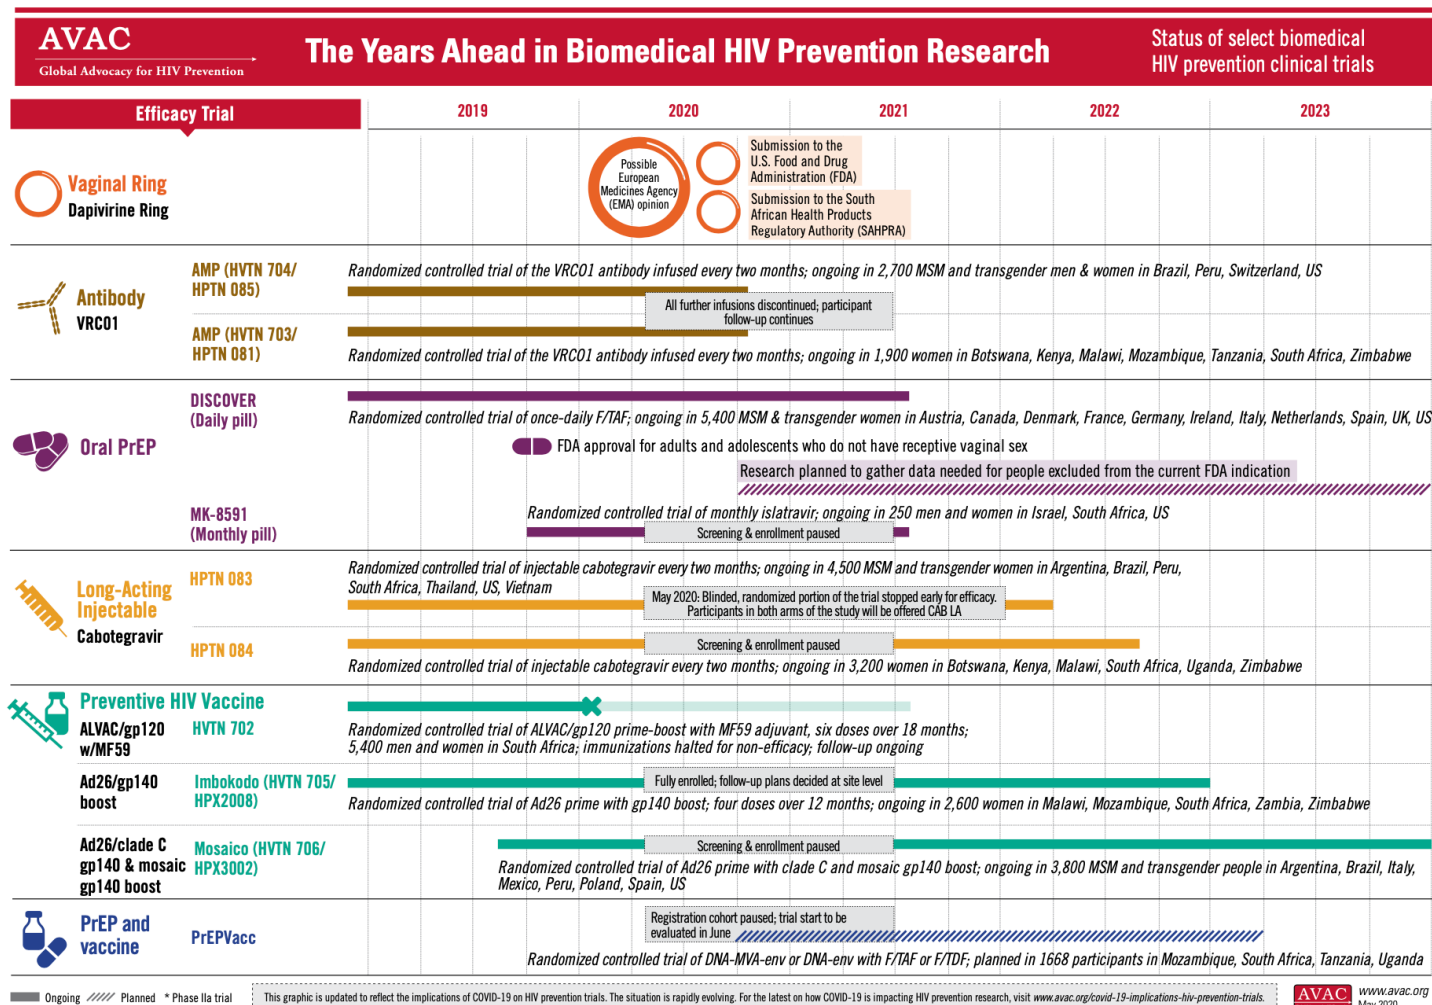 AVAC
Global Advocacy for HIV Prevention
The Years Ahead in Biomedical HIV Prevention Research
Status of select biomedical
HIV prevention clinical trials
Efficacy Trial
2019
2020
2021
2022
2023
Vaginal Ring
Dapivirine Ring
Possible
European
Medicines Agency
(EMA) opinion
Submission to the
U.S. Food and Drug
Administration (FDA)
Submission to the South
African Health Products
Regulatory Authority (SAHPRA)
Antibody
VRC01
AMP (HVTN 704/
HPTN 085)
Randomized controlled trial of the VRC01 antibody infused every two months; ongoing in 2,700 MSM and transgender men & women in Brazil, Peru, Switzerland, US
All further infusions discontinued; participant
follow-up continues
AMP (HVTN 703/
HPTN 081)
Randomized controlled trial of the VRC01 antibody infused every two months; ongoing in 1,900 women in Botswana, Kenya, Malawi, Mozambique, Tanzania, South Africa, Zimbabwe
Oral PrEP
DISCOVER
(Daily pill)
Randomized controlled trial of once-daily F/TAF; ongoing in 5,400 MSM & transgender women in Austria, Canada, Denmark, France, Germany, Ireland, Italy, Netherlands, Spain, UK, US
FDA approval for adults and adolescents who do not have receptive vaginal sex
Research planned to gather data needed for people excluded from the current FDA indication
MK-8591
(Monthly pill)
Randomized controlled trial of monthly islatravir; ongoing in 250 men and women in Israel, South Africa, US
Screening & enrollment paused
Long-Acting
Injectable
Cabotegravir
HPTN 083
Randomized controlled trial of injectable cabotegravir every two months; ongoing in 4,500 MSM and transgender women in Argentina, Brazil, Peru,
South Africa, Thailand, US, Vietnam
May 2020: Blinded, randomized portion of the trial stopped early for efficacy.
Participants in both arms of the study will be offered CAB LA
HPTN 084
Screening & enrollment paused
Randomized controlled trial of injectable cabotegravir every two months; ongoing in 3,200 women in Botswana, Kenya, Malawi, South Africa, Uganda, Zimbabwe
Preventive HIV Vaccine
ALVAC/gp120
w/MF59
HVTN 702
Randomized controlled trial of ALVAC/gp120 prime-boost with MF59 adjuvant, six doses over 18 months;
5,400 men and women in South Africa; immunizations halted for non-efficacy; follow-up ongoing
Ad26/gp140
boost
Imbokodo (HVTN 705/
HPX2008)
Fully enrolled; follow-up plans decided at site level
Randomized controlled trial of Ad26 prime with gp140 boost; four doses over 12 months; ongoing in 2,600 women in Malawi, Mozambique, South Africa, Zambia, Zimbabwe
Ad26/clade C
gp140 & mosaic
gp140 boost
Mosaico (HVTN 706/
HPX3002)
Screening & enrollment paused
Randomized controlled trial of Ad26 prime with clade C and mosaic gp140 boost; ongoing in 3,800 MSM and transgender people in Argentina, Brazil, Italy,
Mexico, Peru, Poland, Spain, US
PrEP and
vaccine
PrEPVacc
Registration cohort paused; trial start to be
evaluated in June
Randomized controlled trial of DNA-MVA-env or DNA-env with F/TAF or F/TDF; planned in 1668 participants in Mozambique, South Africa, Tanzania, Uganda
Ongoing
Planned
* Phase IIa trial
This graphic is updated to reflect the implications of COVID-19 on HIV prevention trials. The situation is rapidly evolving. For the latest on how COVID-19 is impacting HIV prevention research, visit www.avac.org/covid-19-implications-hiv-prevention-trials.
AVAC
www.avac.org
May 2020